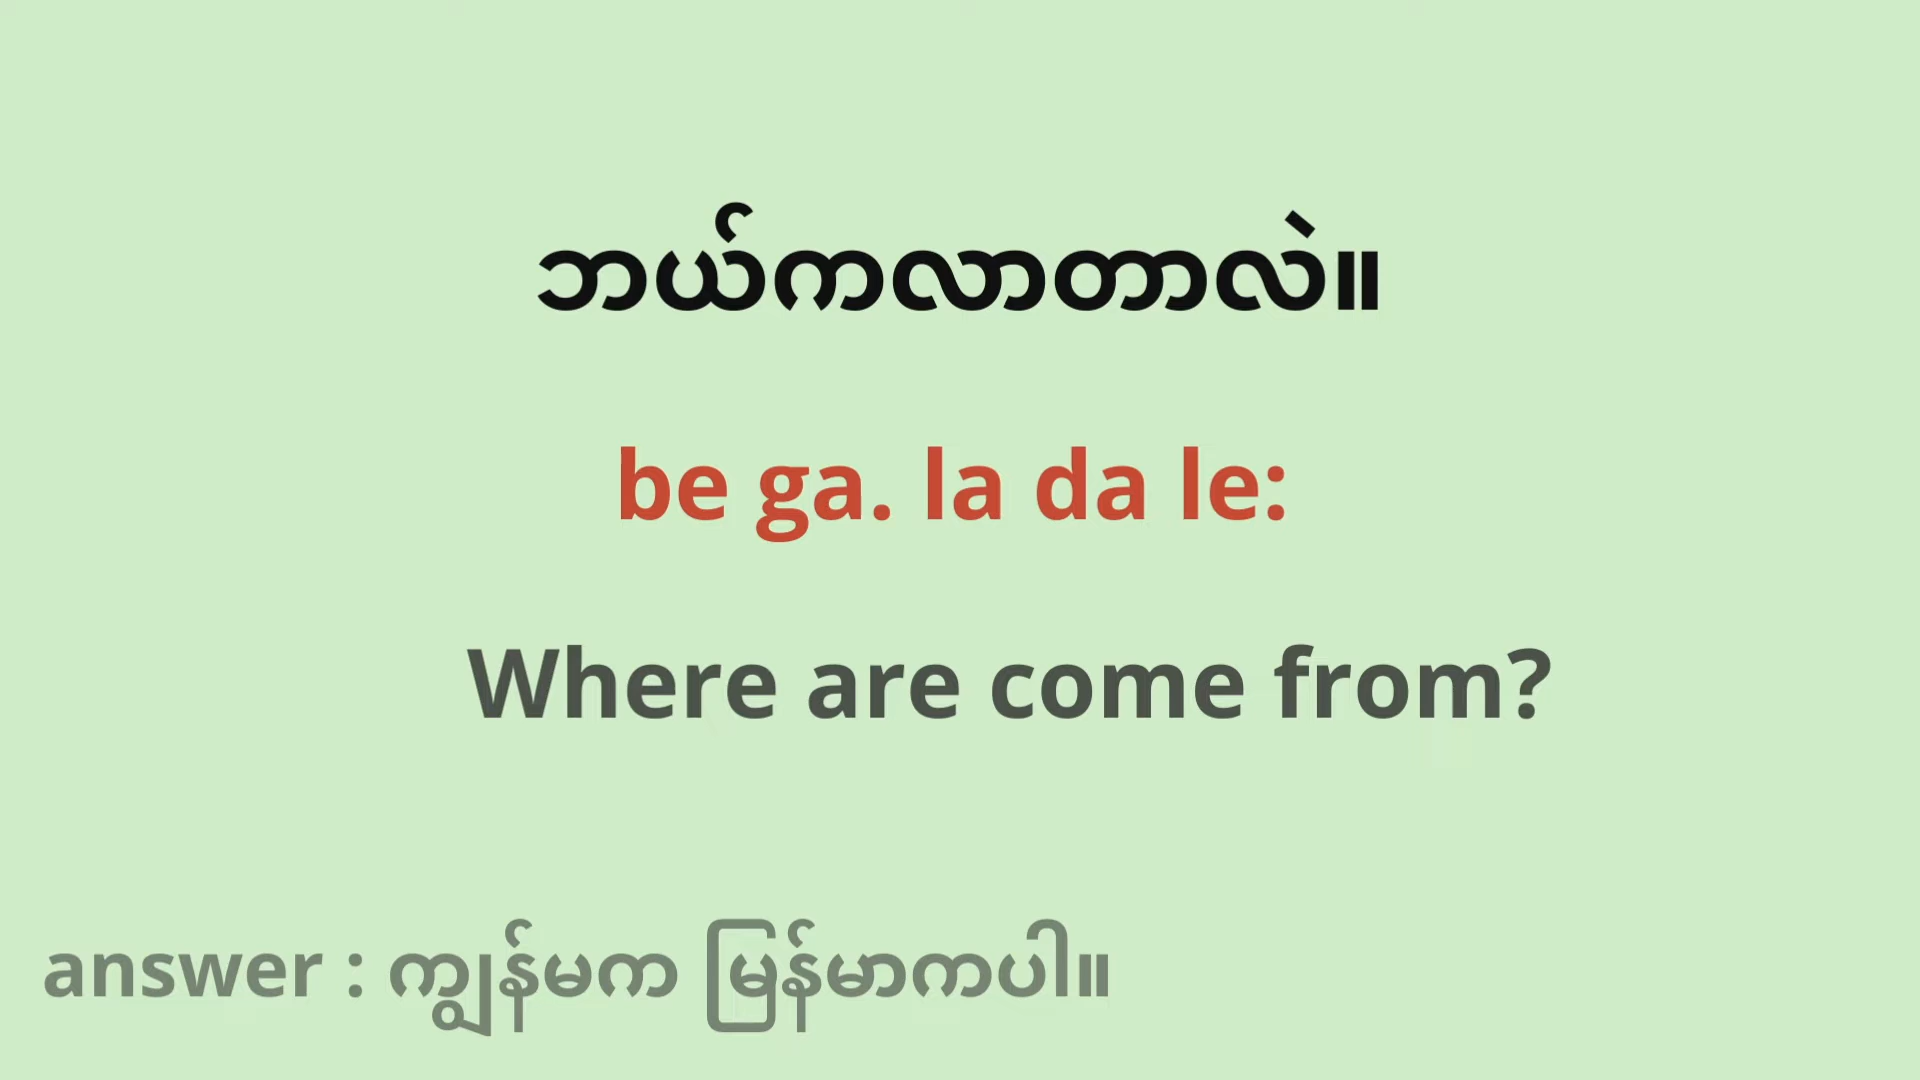 ဘယ်ကလာတာလဲ။
be ga. la da le:
Where are come from?
answer : ကျွန်မက မြန်မာကပါ။